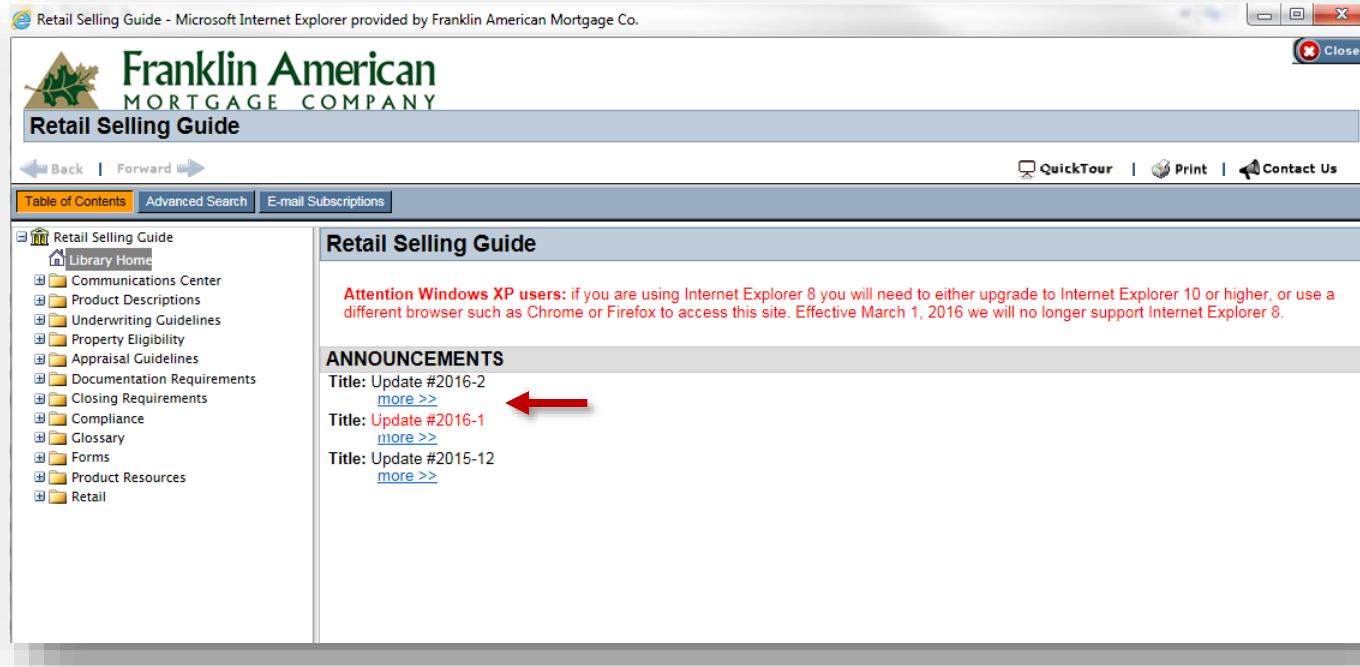 Retail Selling Guide - Microsoft Internet Explorer provided by Franklin American Mortgage Co.
Close
Franklin American
MORTGAGE COMPANY
Retail Selling Guide
Back | Forward
QuickTour | Print | Contact Us
Table of Contents Advanced Search E-mail Subscriptions
Retail Selling Guide
Library Home
Communications Center
Product Descriptions
Underwriting Guidelines
Property Eligibility
Appraisal Guidelines
Documentation Requirements
Closing Requirements
Compliance
Glossary
Forms
Product Resources
Retail
Retail Selling Guide
Attention Windows XP users: if you are using Internet Explorer 8 you will need to either upgrade to Internet Explorer 10 or higher, or use a
different browser such as Chrome or Firefox to access this site. Effective March 1, 2016 we will no longer support Internet Explorer 8.
ANNOUNCEMENTS
Title: Update #2016-2
more >>
Title: Update #2016-1
more >>
Title: Update #2015-12
more >>